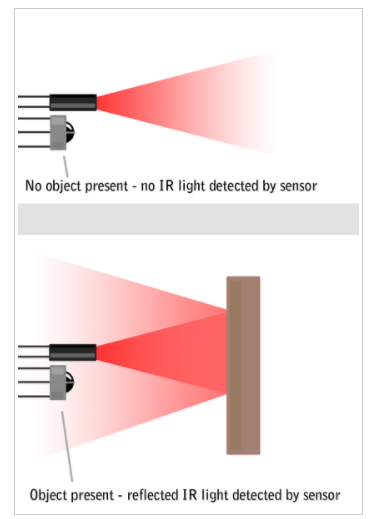 No object present - no IR light detected by sensor
Object present - reflected IR light detected by sensor